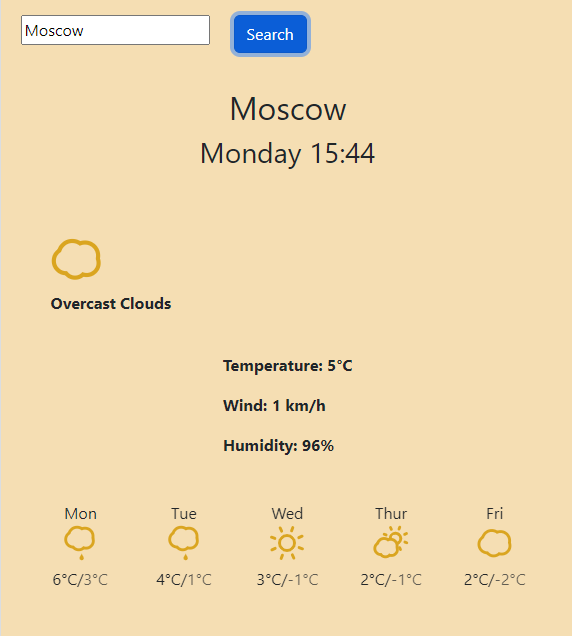 Moscow Search
Moscow
Monday 15:44
Overcast Clouds
Temperature: 5°C
Wind: 1 km/h
Humidity: 96%
Mon Tue Wed Thur Fri
6°C/3°C 4°C/1°C 3°C/-1°C 2°C/-1°C 2°C/-2°C